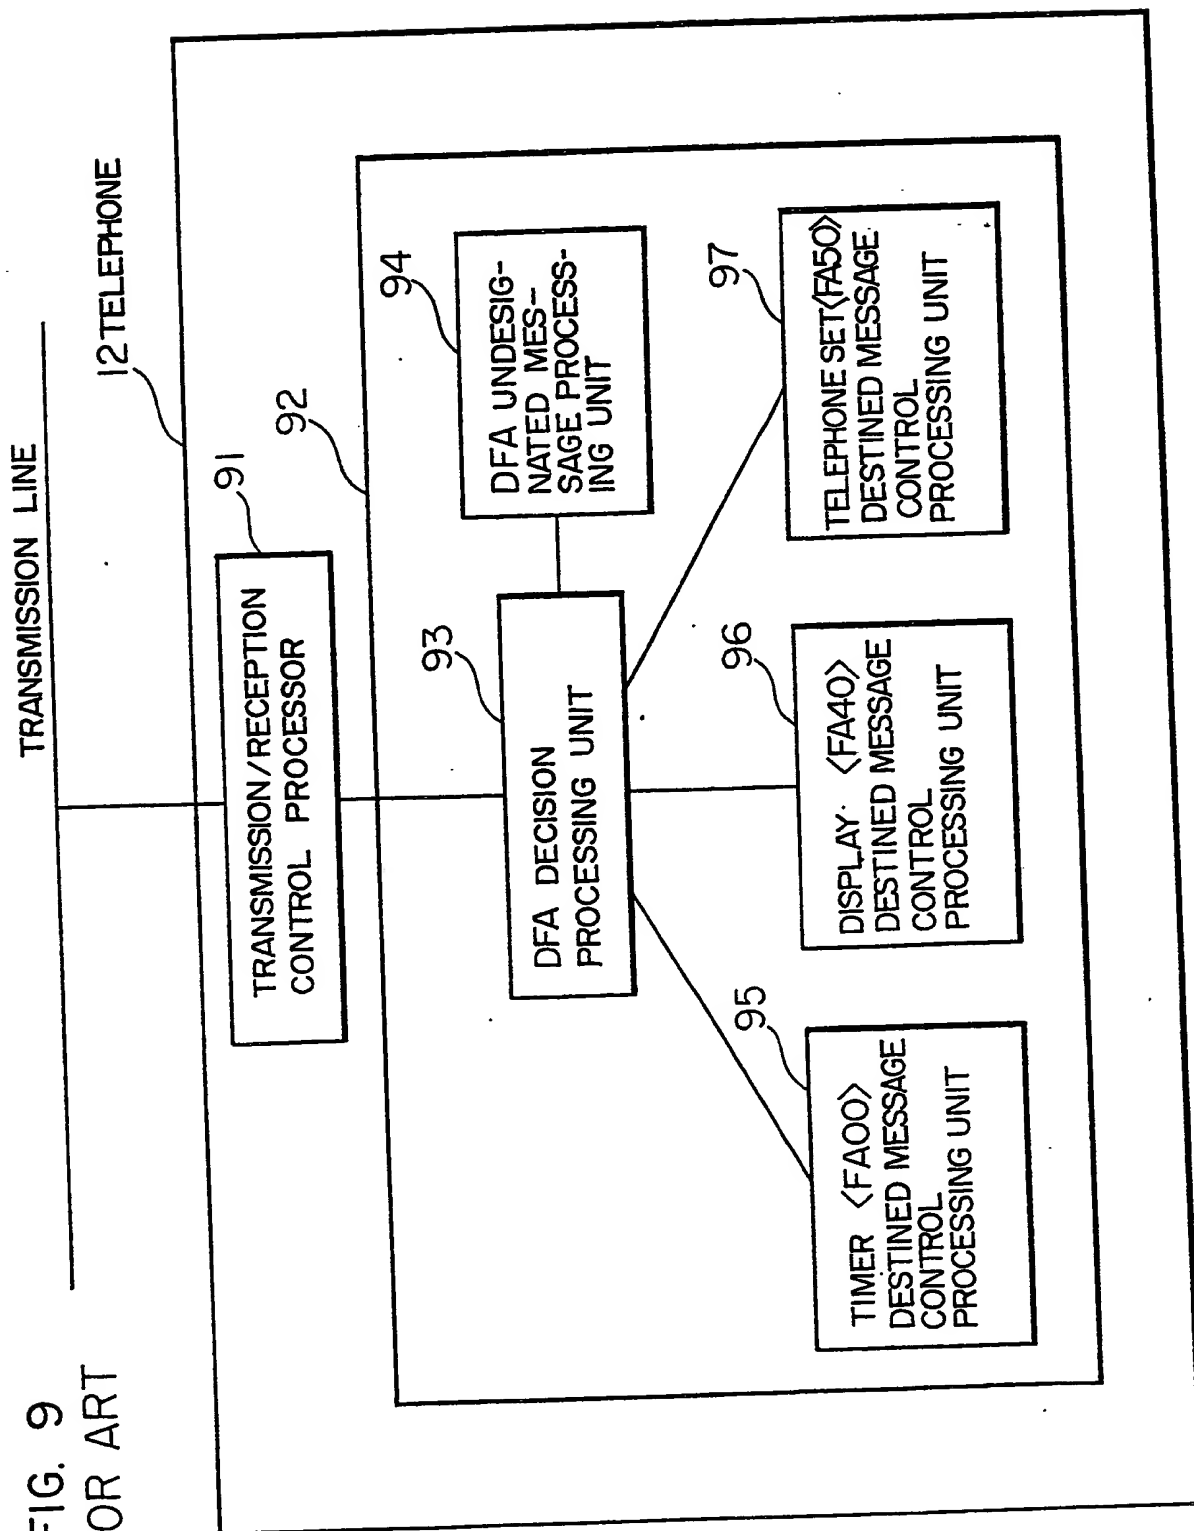 FIG. 9
OR ART
TRANSMISSION LINE
12 TELEPHONE
91
TRANSMISSION/RECEPTION
CONTROL PROCESSOR
92
93
DFA DECISION
PROCESSING UNIT
94
DFA UNDESIG-
NATED MES-
SAGE PROCESS-
ING UNIT
95
TIMER <FA00>
DESTINED MESSAGE
CONTROL
PROCESSING UNIT
96
DISPLAY <FA40>
DESTINED MESSAGE
CONTROL
PROCESSING UNIT
97
TELEPHONE SET<FA50>
DESTINED MESSAGE
CONTROL
PROCESSING UNIT